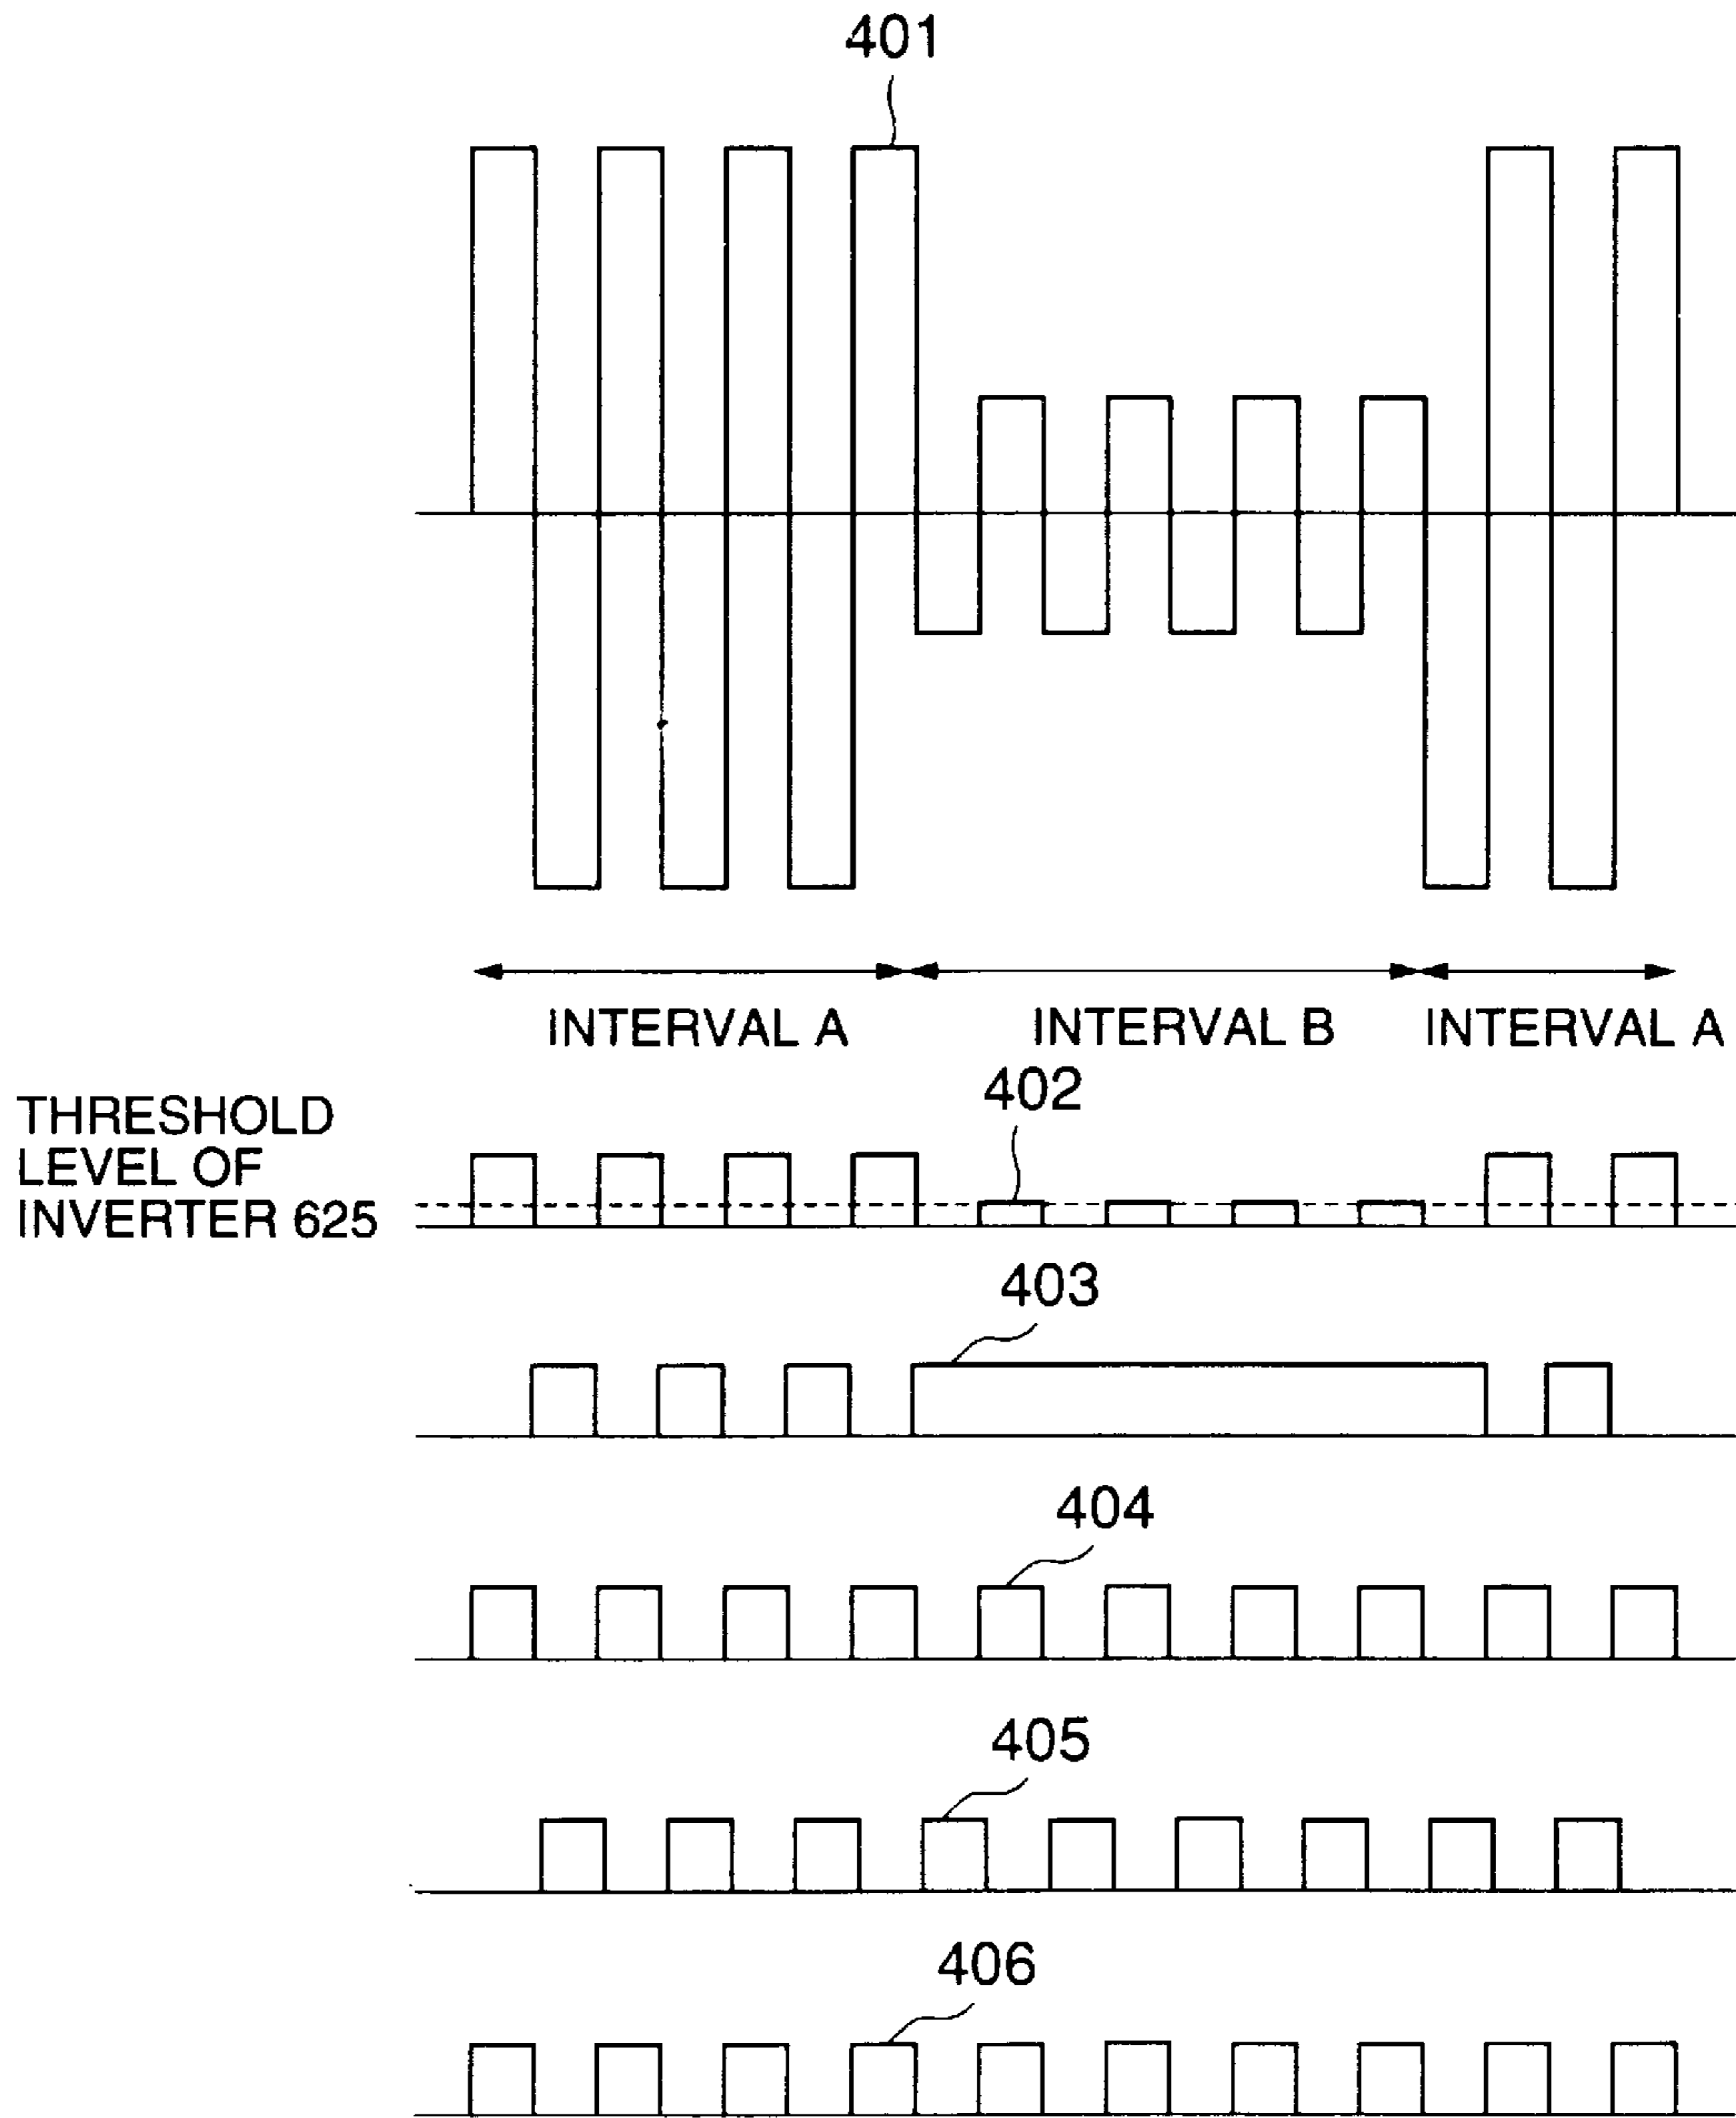 401
INTERVAL A
INTERVAL B
INTERVAL A
402
THRESHOLD
LEVEL OF
INVERTER 625
403
404
405
406